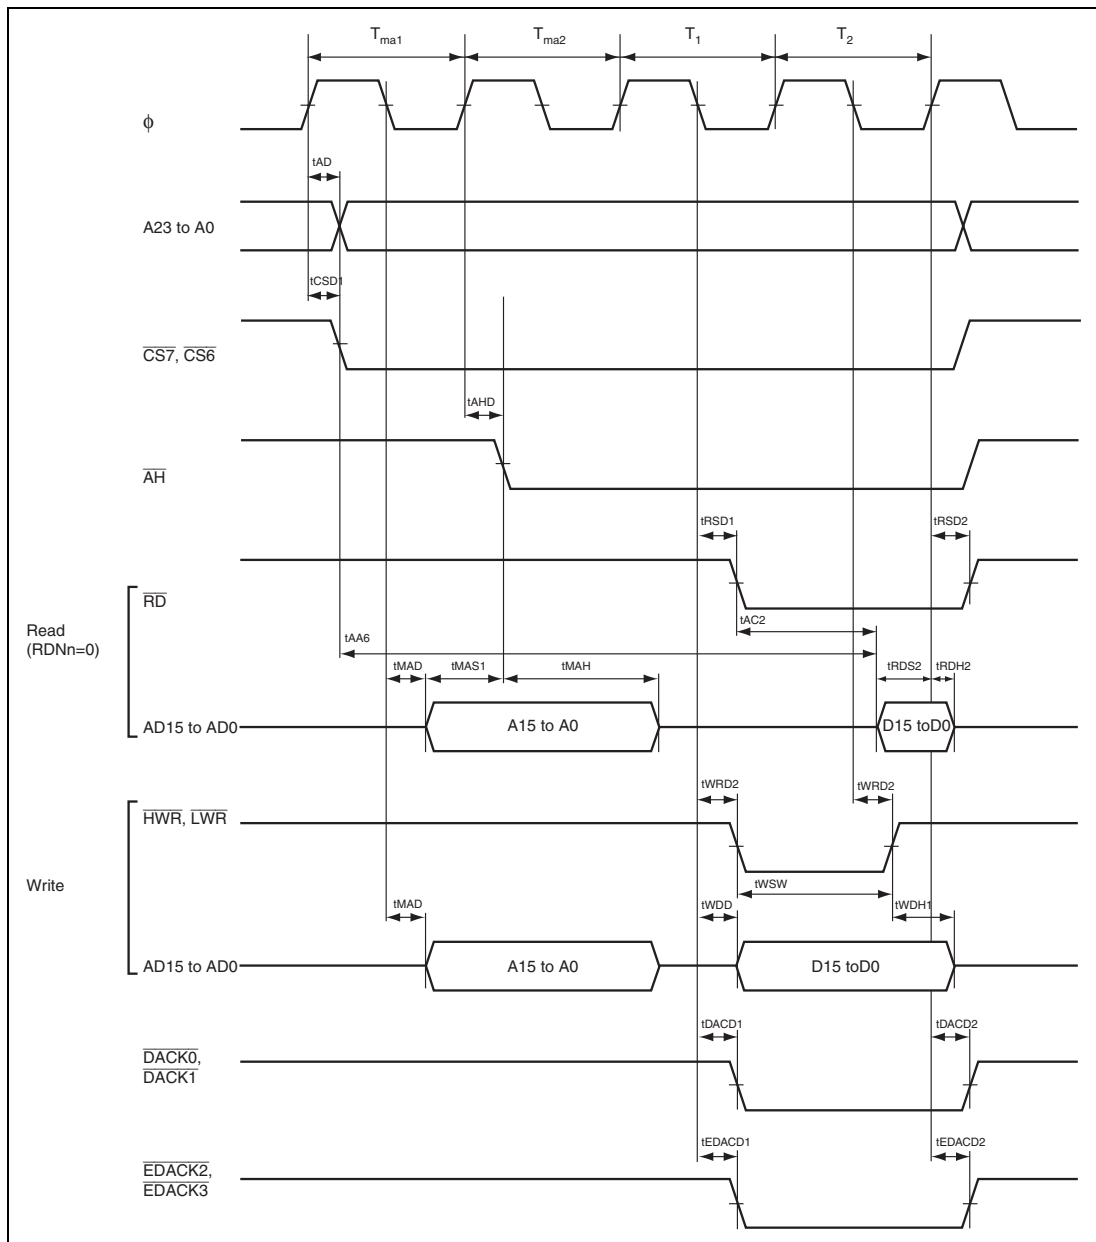 Tma1 Tma2 T1 T2
ϕ
tAD
A23 to A0
tCSD1
CS7, CS6
tAHD
AH
tRSD1 tRSD2
RD
tAC2
Read
(RDNn=0)
tAA6
tMAD tMAS1 tMAH tRDS2 tRDH2
AD15 to AD0 A15 to A0 D15 toD0
tWRD2 tWRD2
HWR, LWR
Write
tWSW
tMAD tWDD tWDH1
AD15 to AD0 A15 to A0 D15 toD0
tDACD1 tDACD2
DACK0,
DACK1
tEDACD1 tEDACD2
EDACK2,
EDACK3